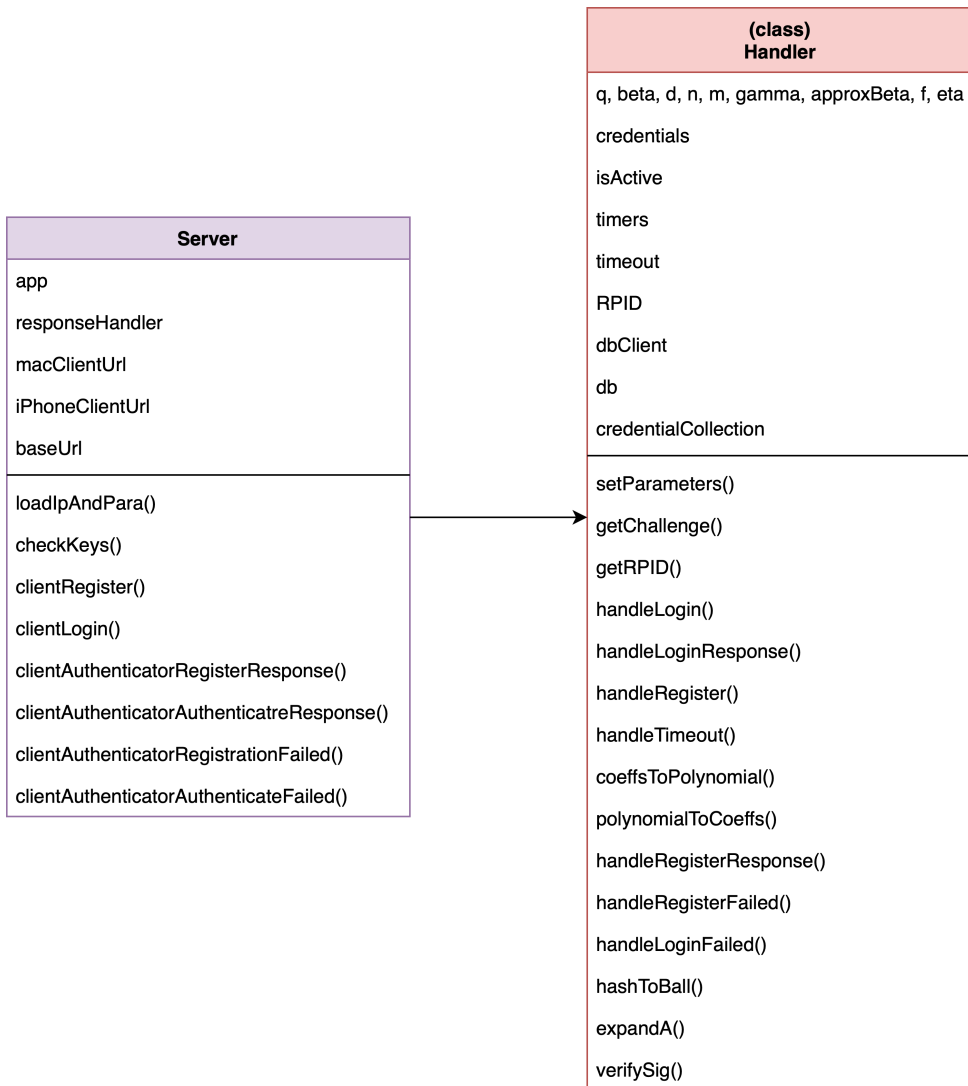 Server
app
responseHandler
macClientUrl
iPhoneClientUrl
baseUrl
loadIpAndPara()
checkKeys()
clientRegister()
clientLogin()
clientAuthenticatorRegisterResponse()
clientAuthenticatorAuthenticatreResponse()
clientAuthenticatorRegistrationFailed()
clientAuthenticatorAuthenticateFailed()
(class)
Handler
q, beta, d, n, m, gamma, approxBeta, f, eta
credentials
isActive
timers
timeout
RPID
dbClient
db
credentialCollection
setParameters()
getChallenge()
getRPID()
handleLogin()
handleLoginResponse()
handleRegister()
handleTimeout()
coeffsToPolynomial()
polynomialToCoeffs()
handleRegisterResponse()
handleRegisterFailed()
handleLoginFailed()
hashToBall()
expandA()
verifySig()